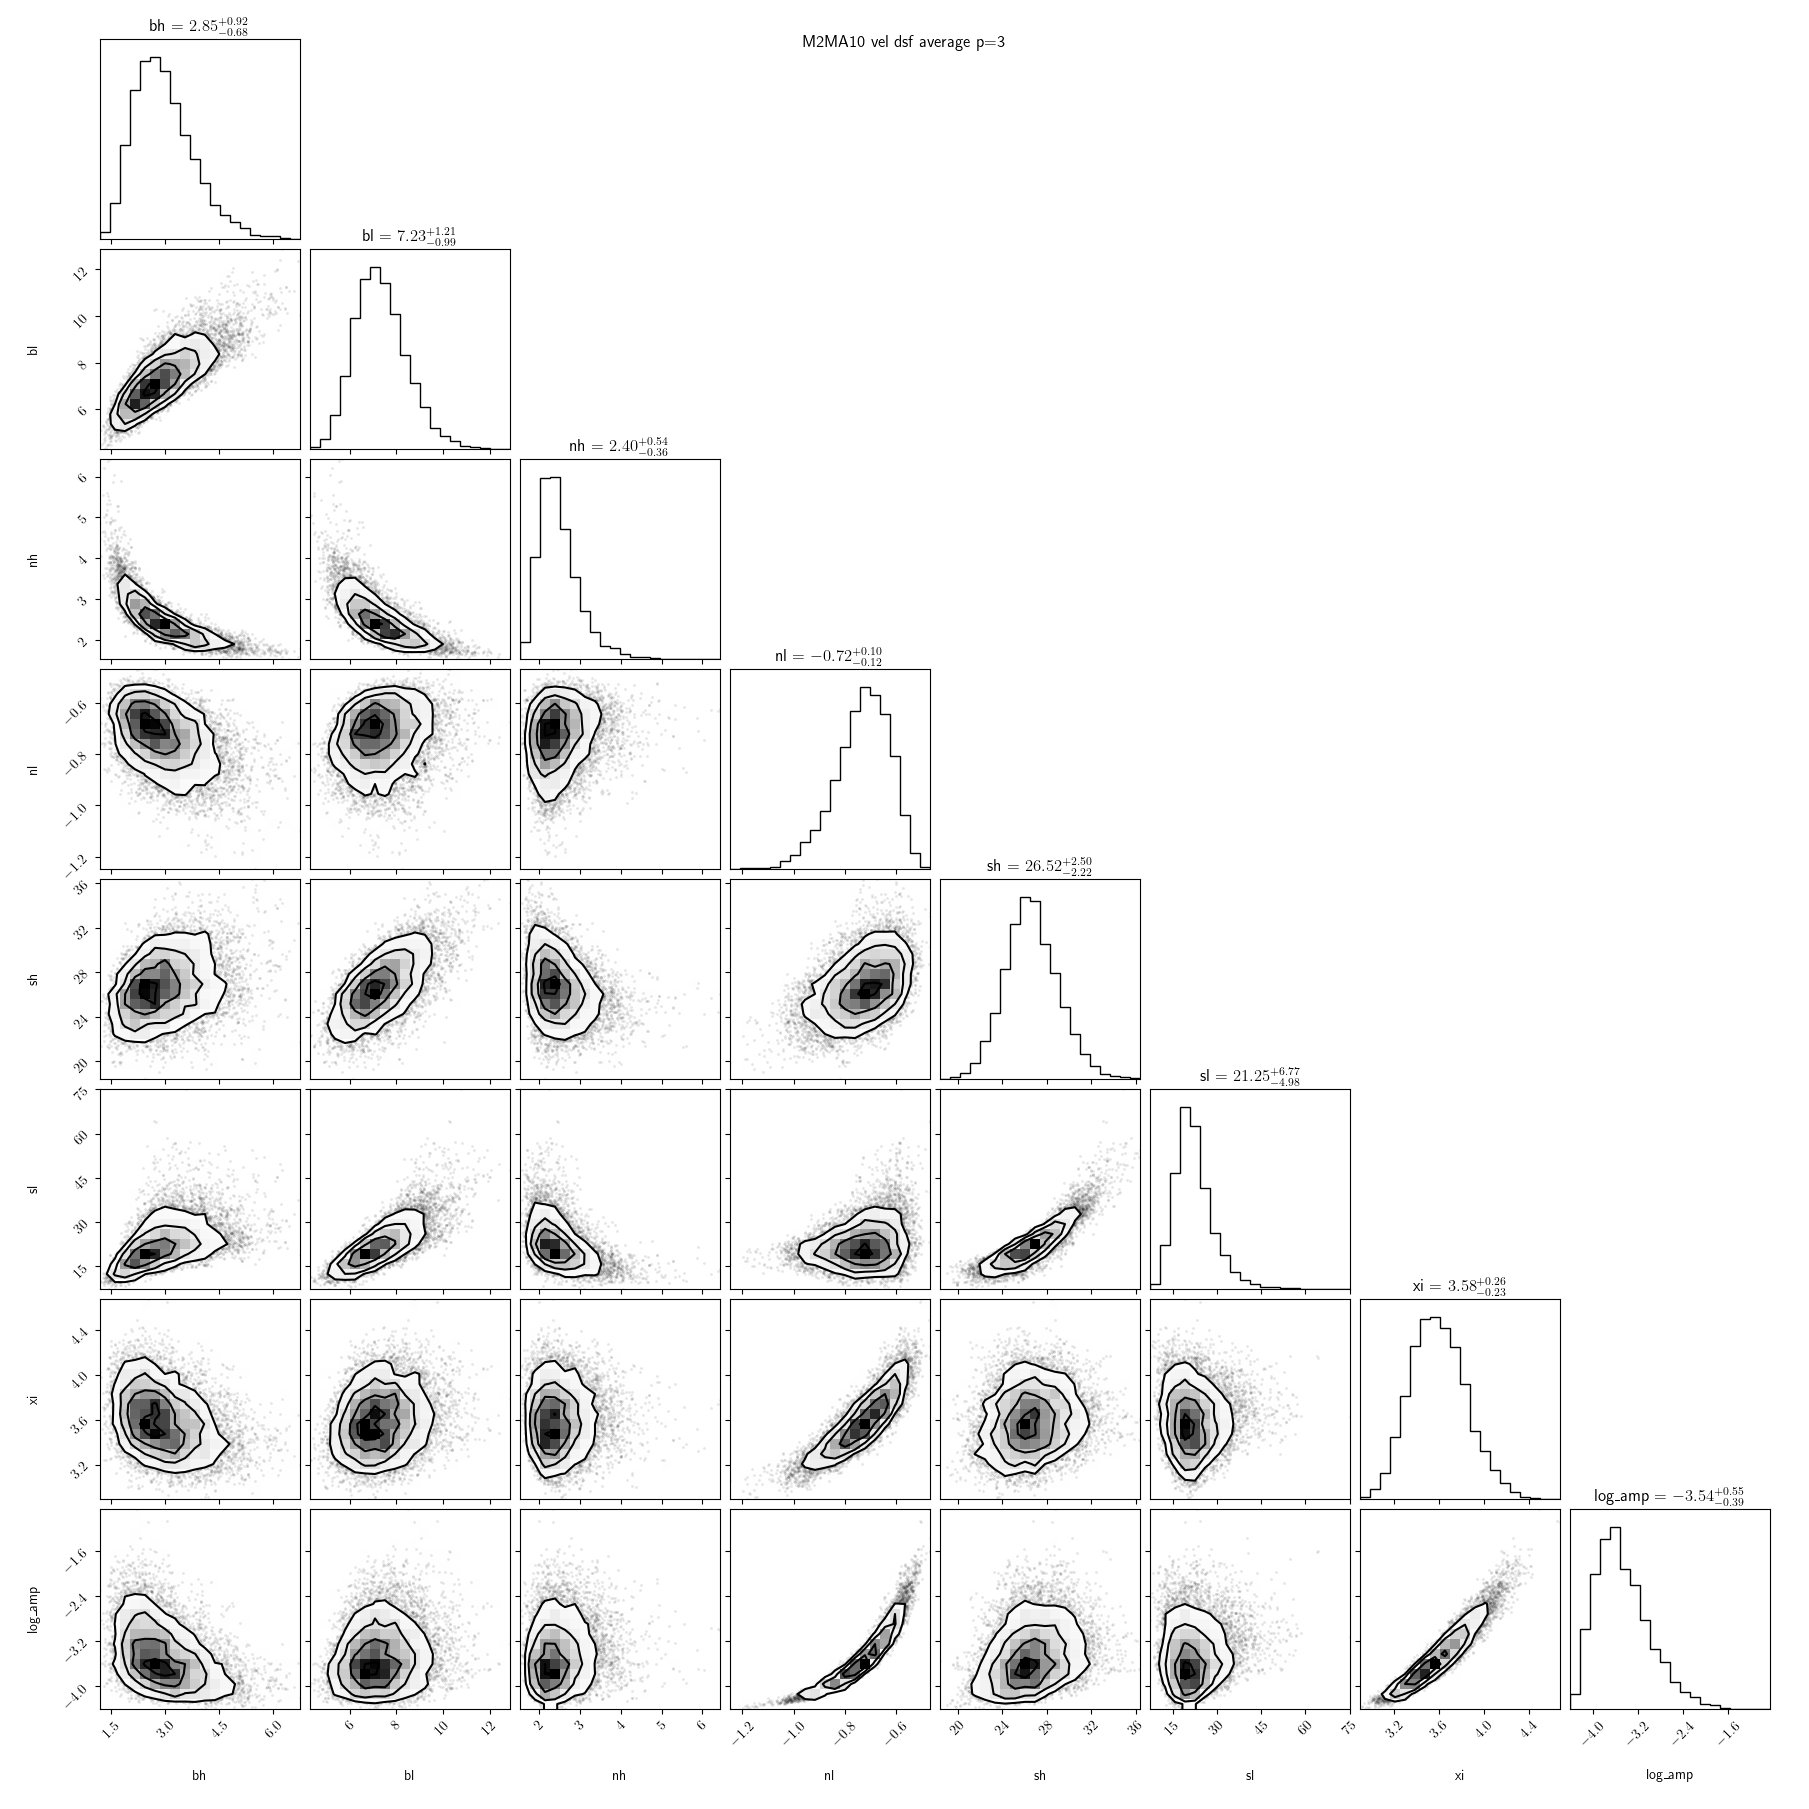 M2MA10 vel dsf average p=3
bh = 2.85+0.92−0.68
bl = 7.23+1.21−0.99
12
10
8
6
bl
nh = 2.40+0.54−0.36
6
5
4
3
2
nh
nl = −0.72+0.10−0.12
−0.6
−0.8
−1.0
−1.2
nl
sh = 26.52+2.50−2.22
36
32
28
24
20
sh
sl = 21.25+6.77−4.98
75
60
45
30
15
sl
xi = 3.58+0.26−0.23
4.4
4.0
3.6
3.2
xi
log_amp = −3.54+0.55−0.39
−1.6
−2.4
−3.2
−4.0
log_amp
1.5 3.0 4.5 6.0 6 8 10 12 2 3 4 5 6 −1.2 −1.0 −0.8 −0.6 20 24 28 32 36 15 30 45 60 75 3.2 3.6 4.0 4.4 −4.0 −3.2 −2.4 −1.6
bh bl nh nl sh sl xi log_amp